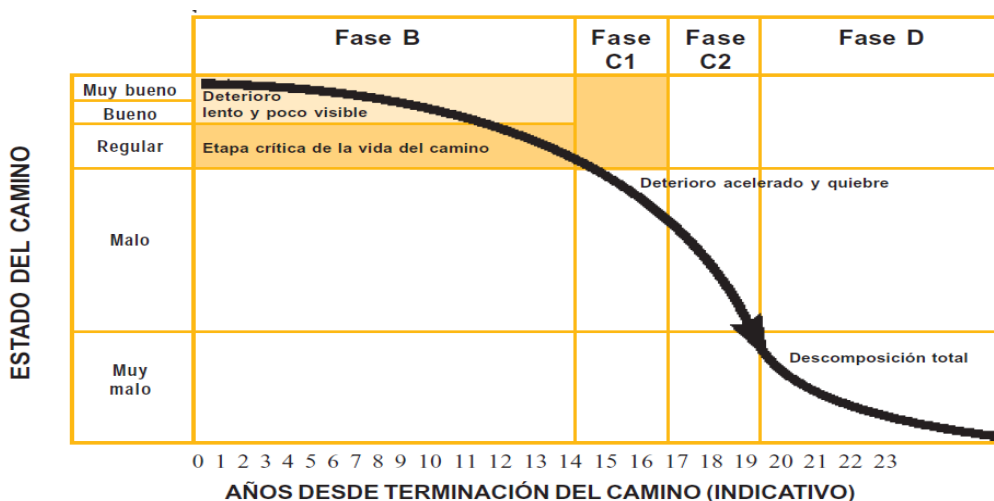 Fase B
Fase
C1
Fase
C2
Fase D
ESTADO DEL CAMINO
Muy bueno
Bueno
Regular
Malo
Muy
malo
Deterioro
lento y poco visible
Etapa crítica de la vida del camino
Deterioro acelerado y quiebre
Descomposición total
0 1 2 3 4 5 6 7 8 9 10 11 12 13 14 15 16 17 18 19 20 21 22 23
AÑOS DESDE TERMINACIÓN DEL CAMINO (INDICATIVO)